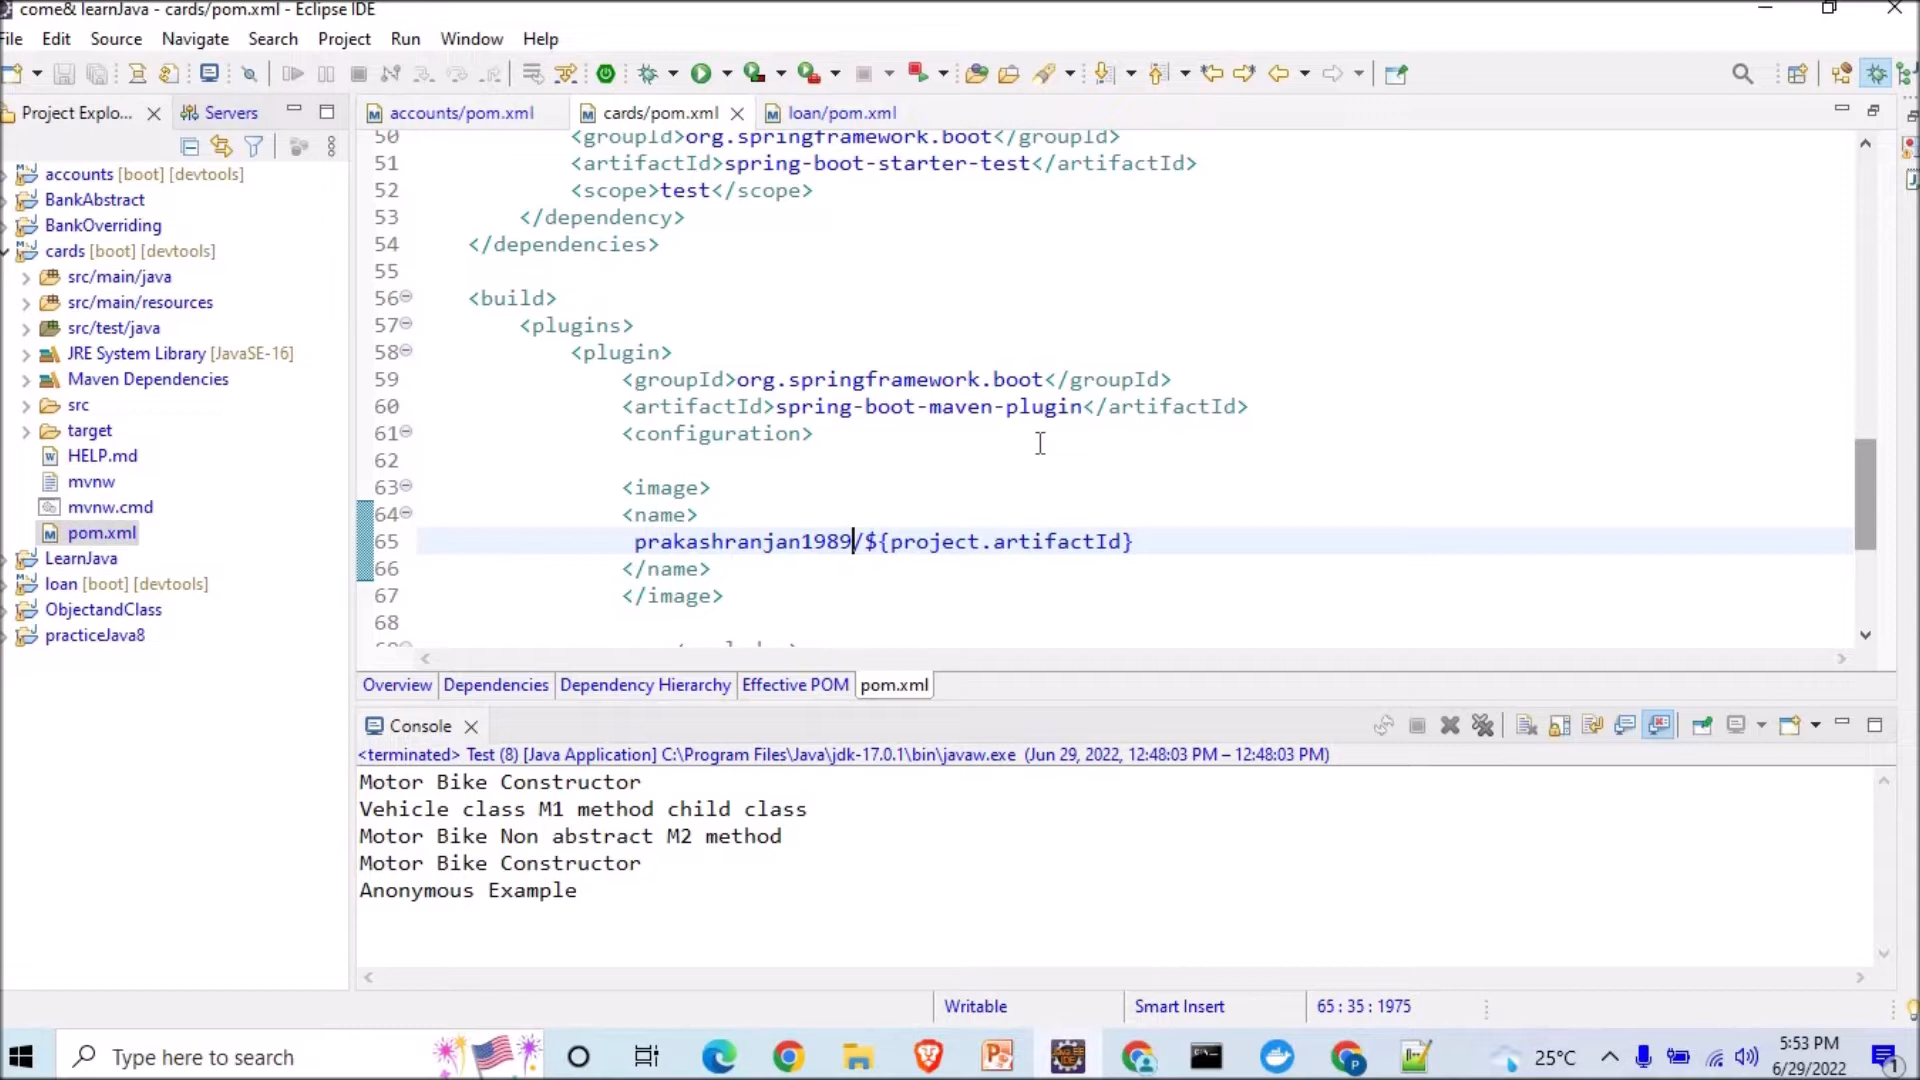 come& learnJava - cards/pom.xml - Eclipse IDE
File Edit Source Navigate Search Project Run Window Help
Project Explo... Servers
accounts/pom.xml cards/pom.xml loan/pom.xml
accounts [boot] [devtools]
BankAbstract
BankOverriding
cards [boot] [devtools]
src/main/java
src/main/resources
src/test/java
JRE System Library [JavaSE-16]
Maven Dependencies
src
target
HELP.md
mvnw
mvnw.cmd
pom.xml
LearnJava
loan [boot] [devtools]
ObjectandClass
practiceJava8
50 <groupId>org.springframework.boot</groupId>
51 <artifactId>spring-boot-starter-test</artifactId>
52 <scope>test</scope>
53 </dependency>
54 </dependencies>
55
56 <build>
57 <plugins>
58 <plugin>
59 <groupId>org.springframework.boot</groupId>
60 <artifactId>spring-boot-maven-plugin</artifactId>
61 <configuration>
62
63 <image>
64 <name>
65 prakashranjan1989/${project.artifactId}
66 </name>
67 </image>
68
Overview Dependencies Dependency Hierarchy Effective POM pom.xml
Console
<terminated> Test (8) [Java Application] C:\Program Files\Java\jdk-17.0.1\bin\javaw.exe (Jun 29, 2022, 12:48:03 PM – 12:48:03 PM)
Motor Bike Constructor
Vehicle class M1 method child class
Motor Bike Non abstract M2 method
Motor Bike Constructor
Anonymous Example
Writable Smart Insert 65 : 35 : 1975
Type here to search
25°C
5:53 PM
6/29/2022
1